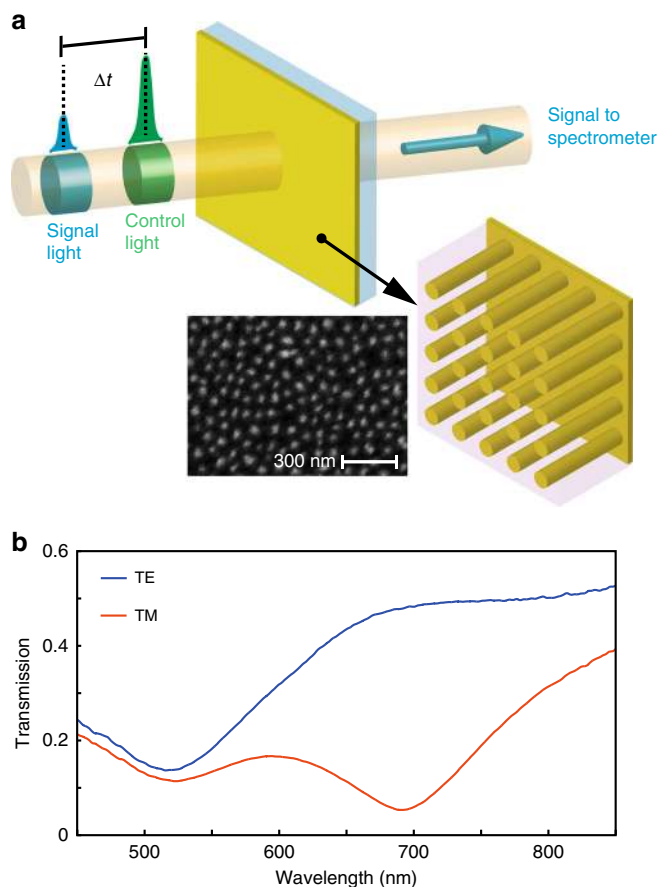 a
Δt
Signal to
spectrometer
Signal
light
Control
light
300 nm
b
0.6
TE
TM
0.4
Transmission
0.2
0
500
600
700
800
Wavelength (nm)